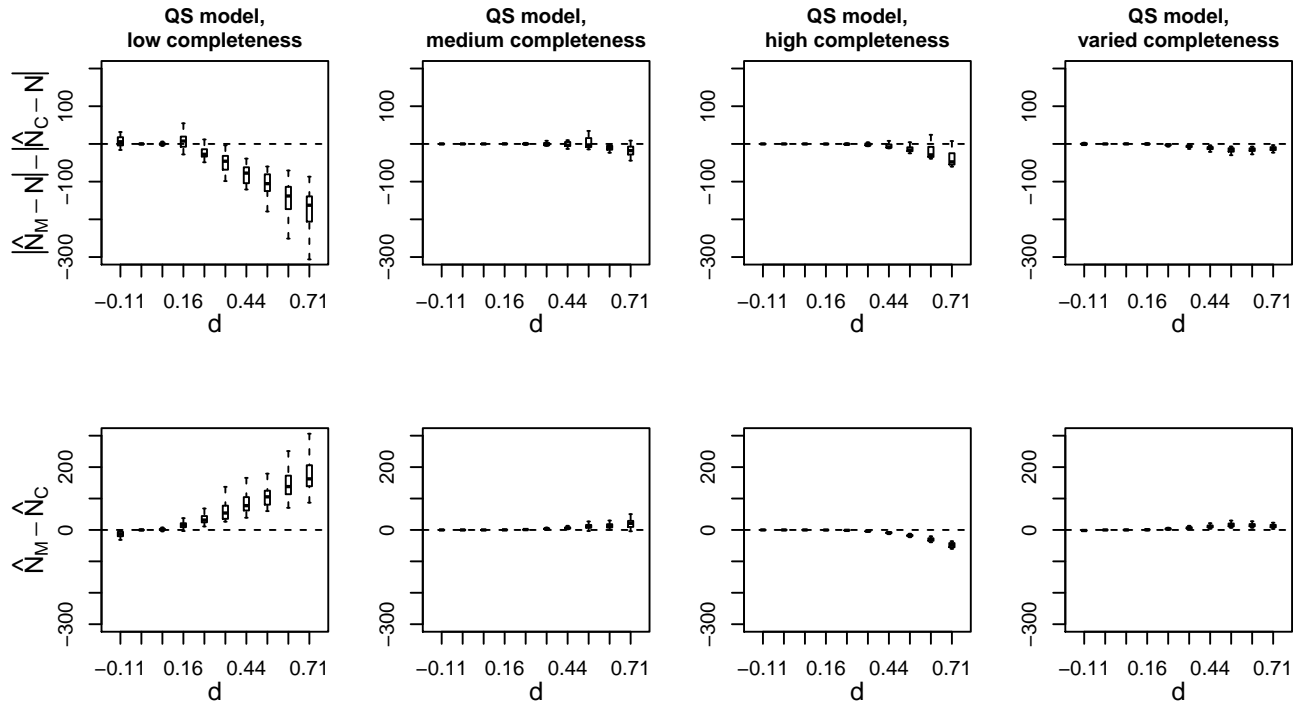 QS model,
low completeness
QS model,
medium completeness
QS model,
high completeness
QS model,
varied completeness
|N̂_M − N| − |N̂_C − N|
100
−100
−300
−0.11 0.16 0.44 0.71
d
100
−100
−300
−0.11 0.16 0.44 0.71
d
100
−100
−300
−0.11 0.16 0.44 0.71
d
100
−100
−300
−0.11 0.16 0.44 0.71
d
N̂_M − N̂_C
200
0
−300
−0.11 0.16 0.44 0.71
d
200
0
−300
−0.11 0.16 0.44 0.71
d
200
0
−300
−0.11 0.16 0.44 0.71
d
200
0
−300
−0.11 0.16 0.44 0.71
d